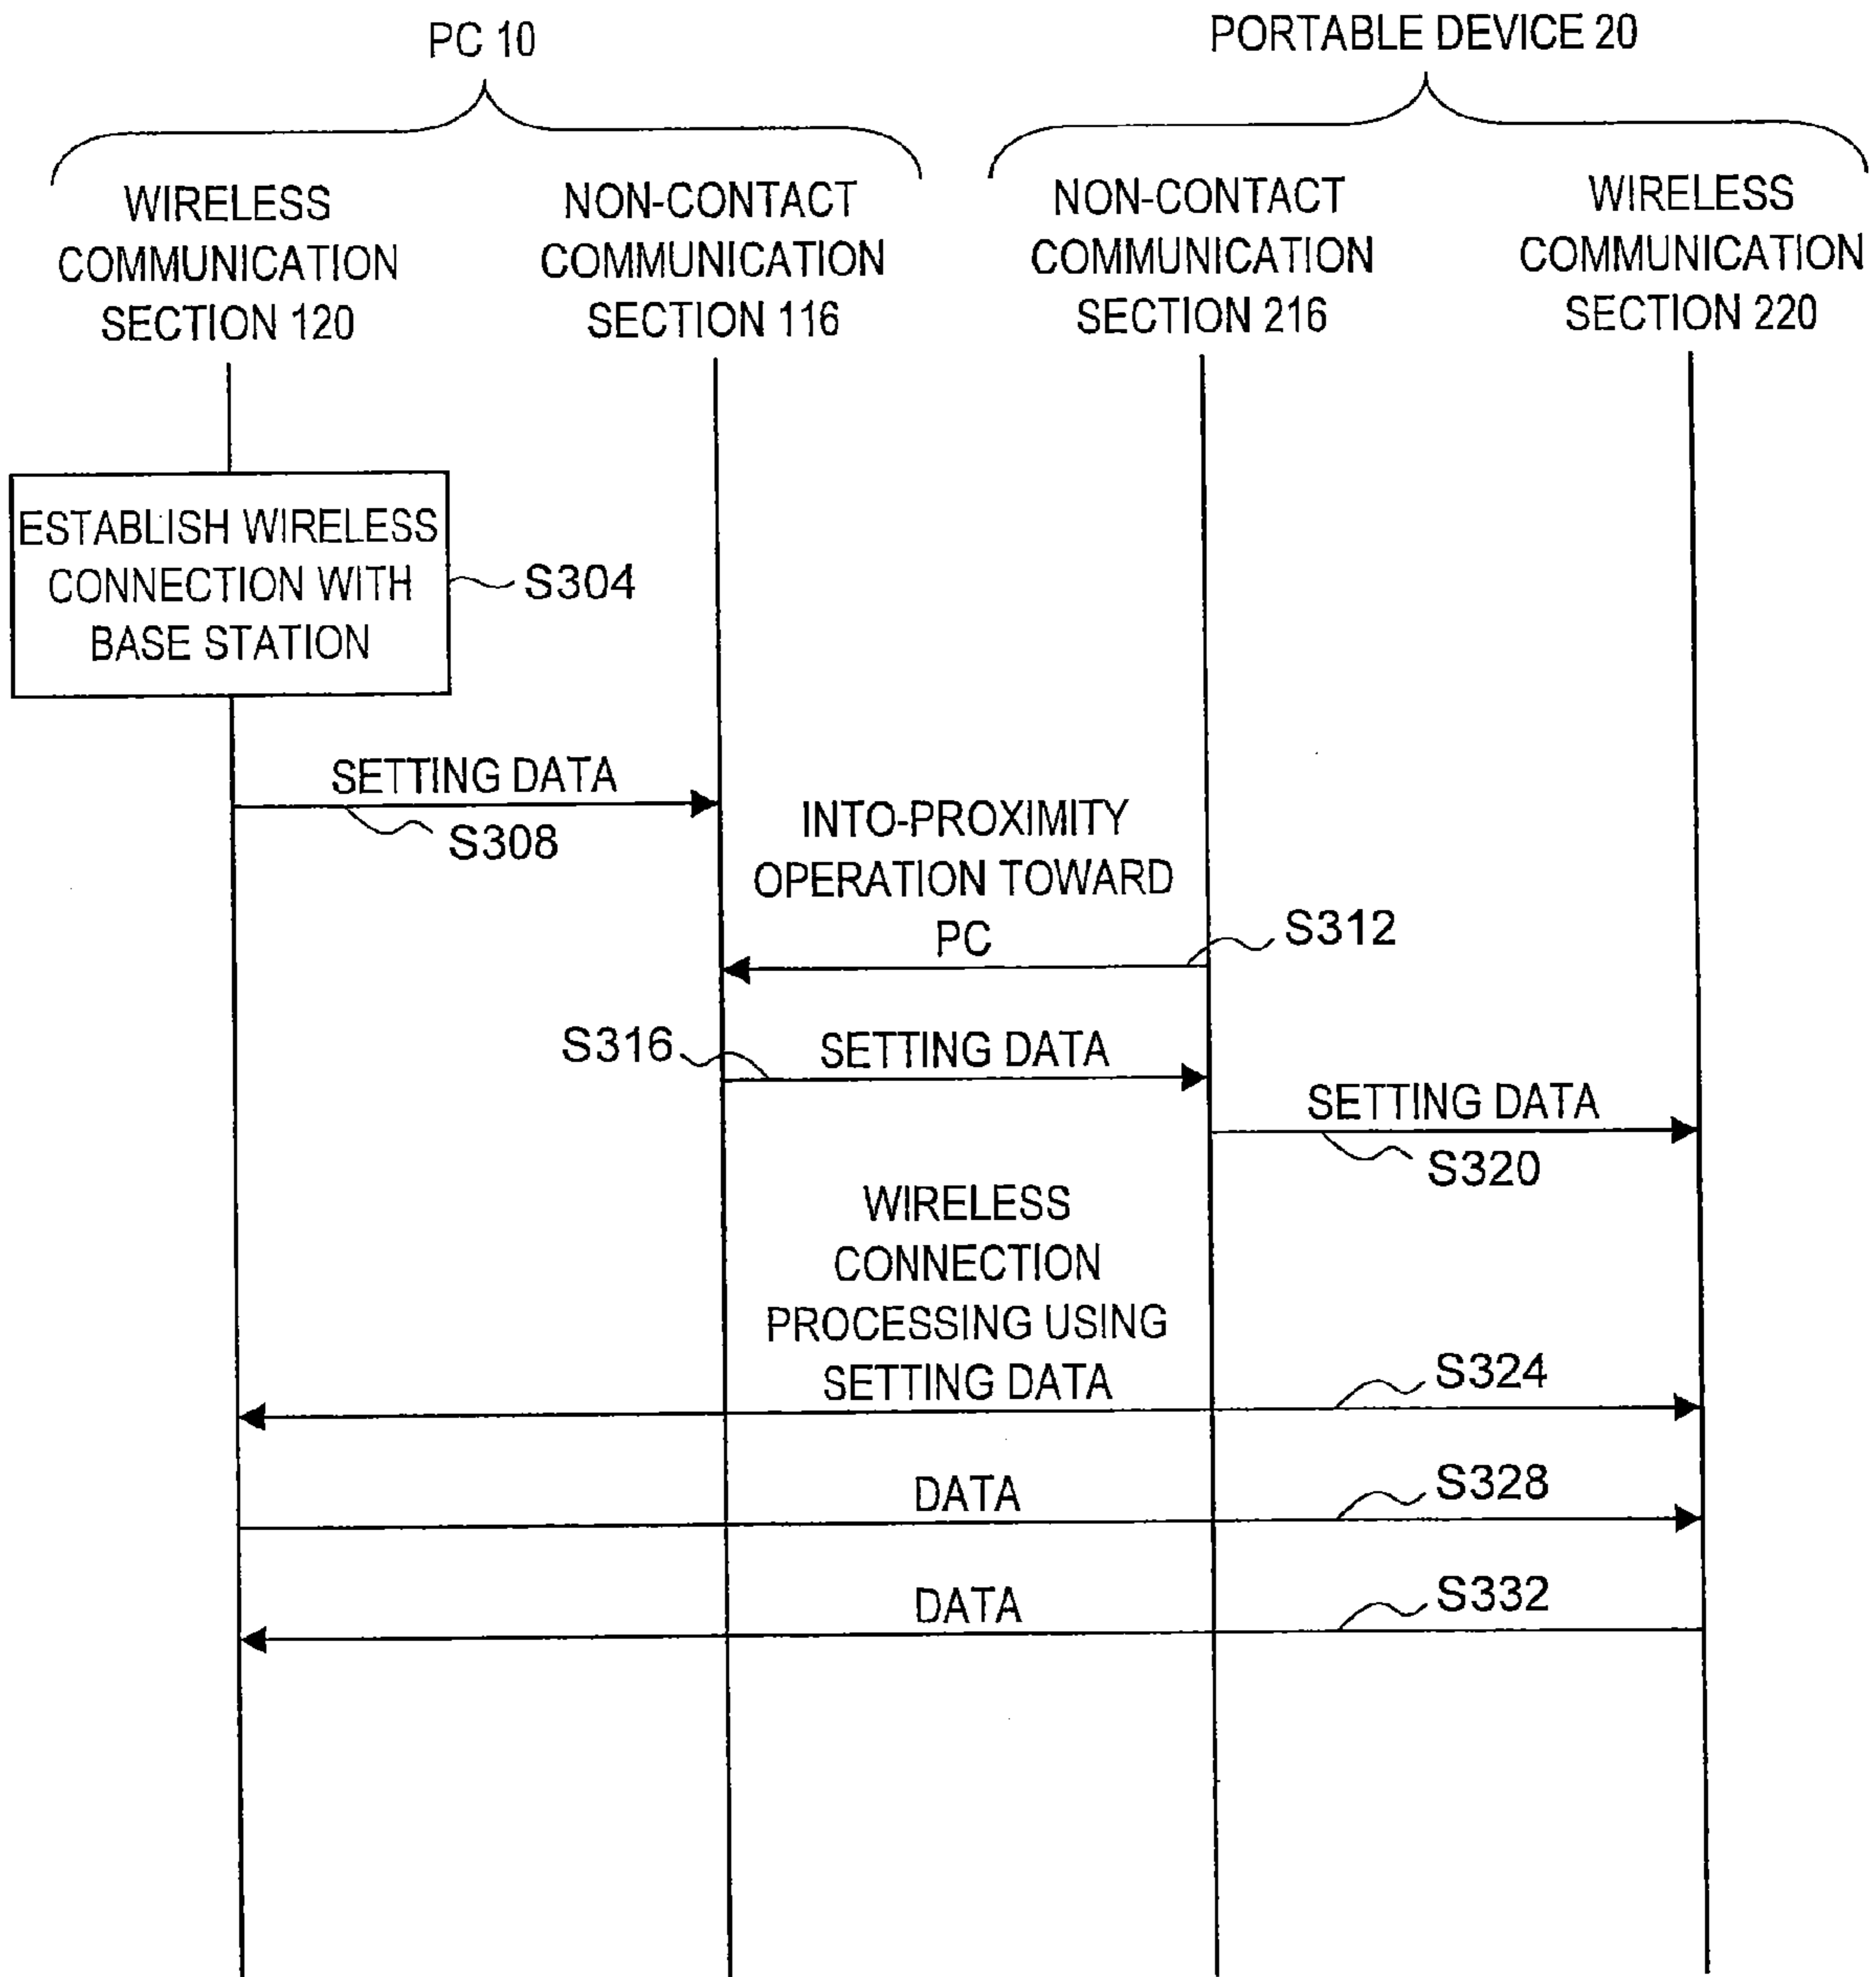 PC 10
PORTABLE DEVICE 20
WIRELESS
COMMUNICATION
SECTION 120
NON-CONTACT
COMMUNICATION
SECTION 116
NON-CONTACT
COMMUNICATION
SECTION 216
WIRELESS
COMMUNICATION
SECTION 220
ESTABLISH WIRELESS
CONNECTION WITH
BASE STATION
S304
SETTING DATA
S308
INTO-PROXIMITY
OPERATION TOWARD
PC
S312
S316
SETTING DATA
SETTING DATA
S320
WIRELESS
CONNECTION
PROCESSING USING
SETTING DATA
S324
DATA
S328
DATA
S332